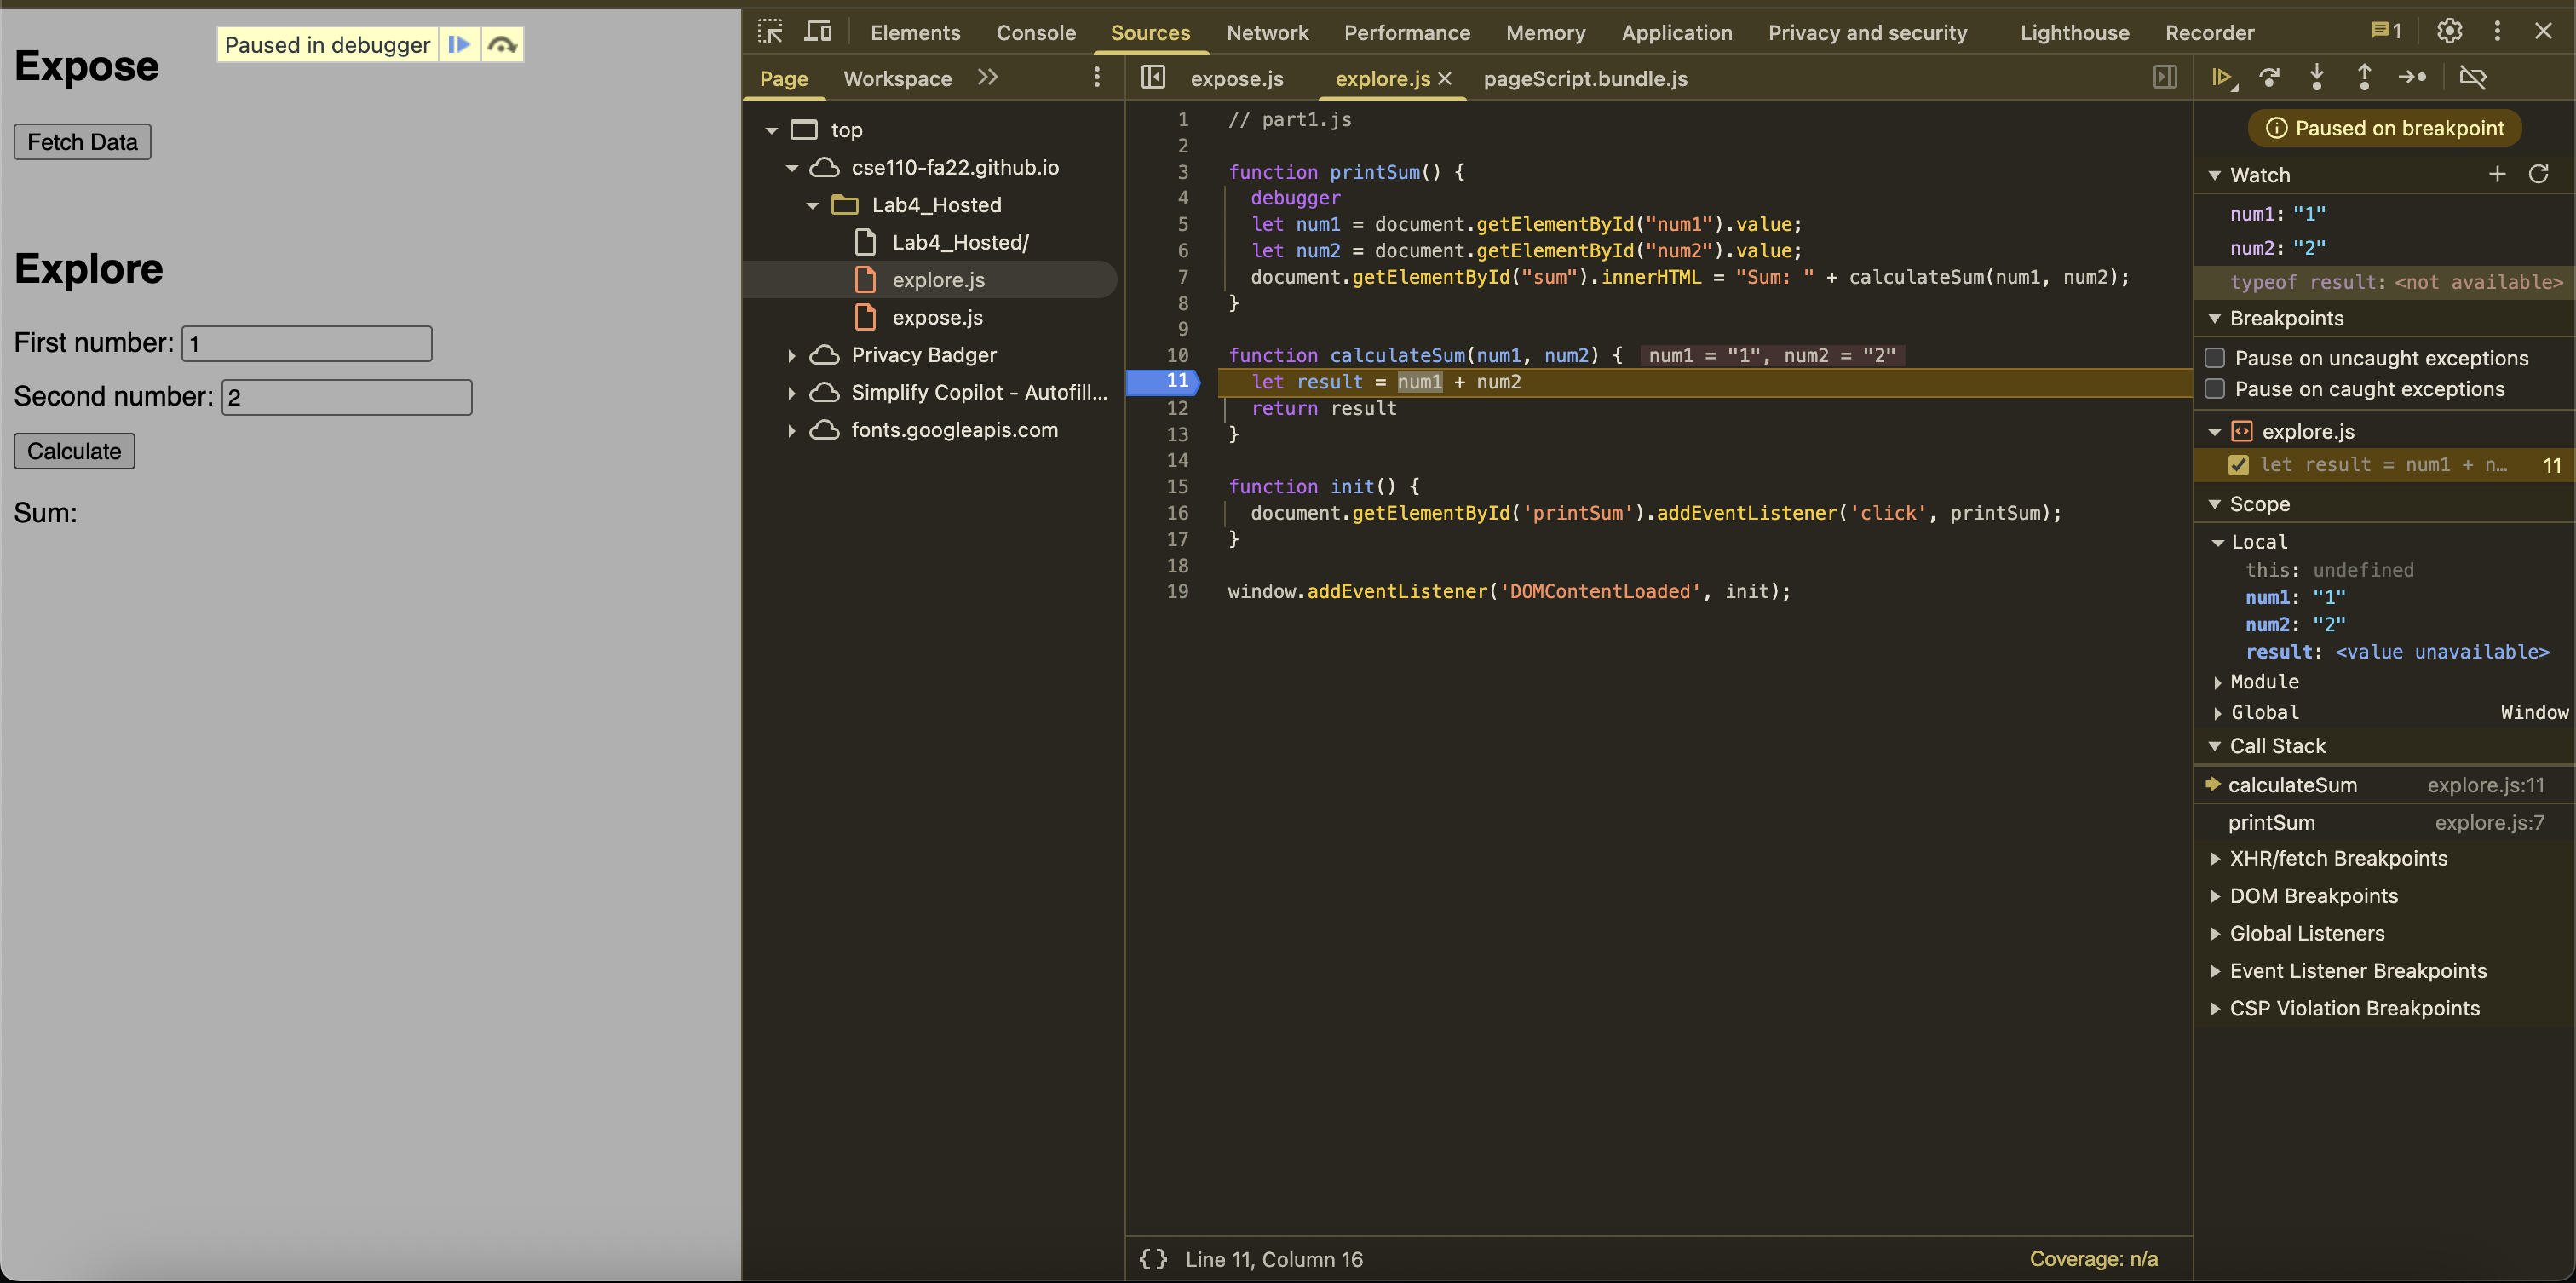 Paused in debugger
Expose
Fetch Data
Explore
First number: 1
Second number: 2
Calculate
Sum:
Elements Console Sources Network Performance Memory Application Privacy and security Lighthouse Recorder 1
Page Workspace
top
cse110-fa22.github.io
Lab4_Hosted
Lab4_Hosted/
explore.js
expose.js
Privacy Badger
Simplify Copilot - Autofill...
fonts.googleapis.com
expose.js explore.js pageScript.bundle.js
1 // part1.js
2
3 function printSum() {
4 debugger
5 let num1 = document.getElementById("num1").value;
6 let num2 = document.getElementById("num2").value;
7 document.getElementById("sum").innerHTML = "Sum: " + calculateSum(num1, num2);
8 }
9
10 function calculateSum(num1, num2) { num1 = "1", num2 = "2"
11 let result = num1 + num2
12 return result
13 }
14
15 function init() {
16 document.getElementById('printSum').addEventListener('click', printSum);
17 }
18
19 window.addEventListener('DOMContentLoaded', init);
{} Line 11, Column 16 Coverage: n/a
Paused on breakpoint
Watch
num1: "1"
num2: "2"
typeof result: <not available>
Breakpoints
Pause on uncaught exceptions
Pause on caught exceptions
explore.js
let result = num1 + n… 11
Scope
Local
this: undefined
num1: "1"
num2: "2"
result: <value unavailable>
Module
Global Window
Call Stack
calculateSum explore.js:11
printSum explore.js:7
XHR/fetch Breakpoints
DOM Breakpoints
Global Listeners
Event Listener Breakpoints
CSP Violation Breakpoints